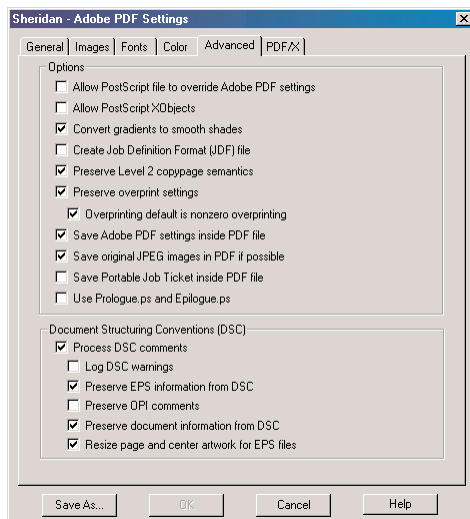 Sheridan - Adobe PDF Settings
General Images Fonts Color Advanced PDF/X
Options
Allow PostScript file to override Adobe PDF settings
Allow PostScript XObjects
Convert gradients to smooth shades
Create Job Definition Format (JDF) file
Preserve Level 2 copypage semantics
Preserve overprint settings
Overprinting default is nonzero overprinting
Save Adobe PDF settings inside PDF file
Save original JPEG images in PDF if possible
Save Portable Job Ticket inside PDF file
Use Prologue.ps and Epilogue.ps
Document Structuring Conventions (DSC)
Process DSC comments
Log DSC warnings
Preserve EPS information from DSC
Preserve OPI comments
Preserve document information from DSC
Resize page and center artwork for EPS files
Save As... OK Cancel Help